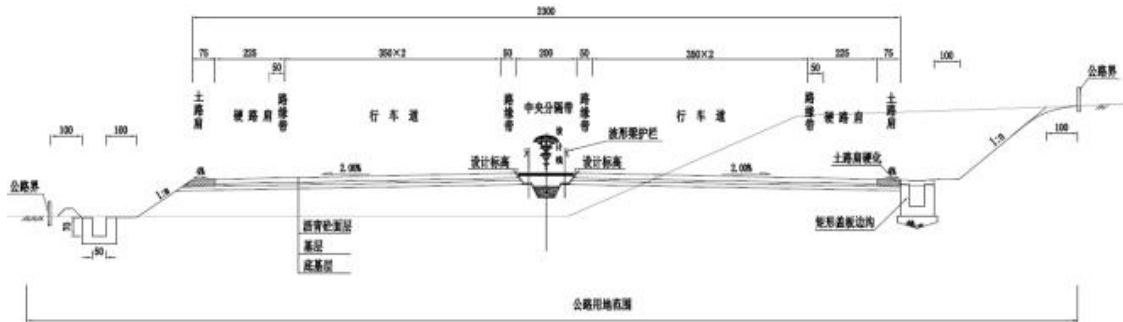 2300
75
225
350×2
50
200
50
350×2
225
75
50
50
100
公路界
土路肩
硬路肩
路缘带
行车道
路缘带
中央分隔带
路缘带
行车道
路缘带
硬路肩
土路肩
100
100
设计线
波形梁护栏
100
1:n
设计标高
设计标高
土路肩硬化
4%
2.00%
2.00%
4%
公路界
1:n
沥青砼面层
矩形盖板边沟
50
基层
底基层
公路用地范围